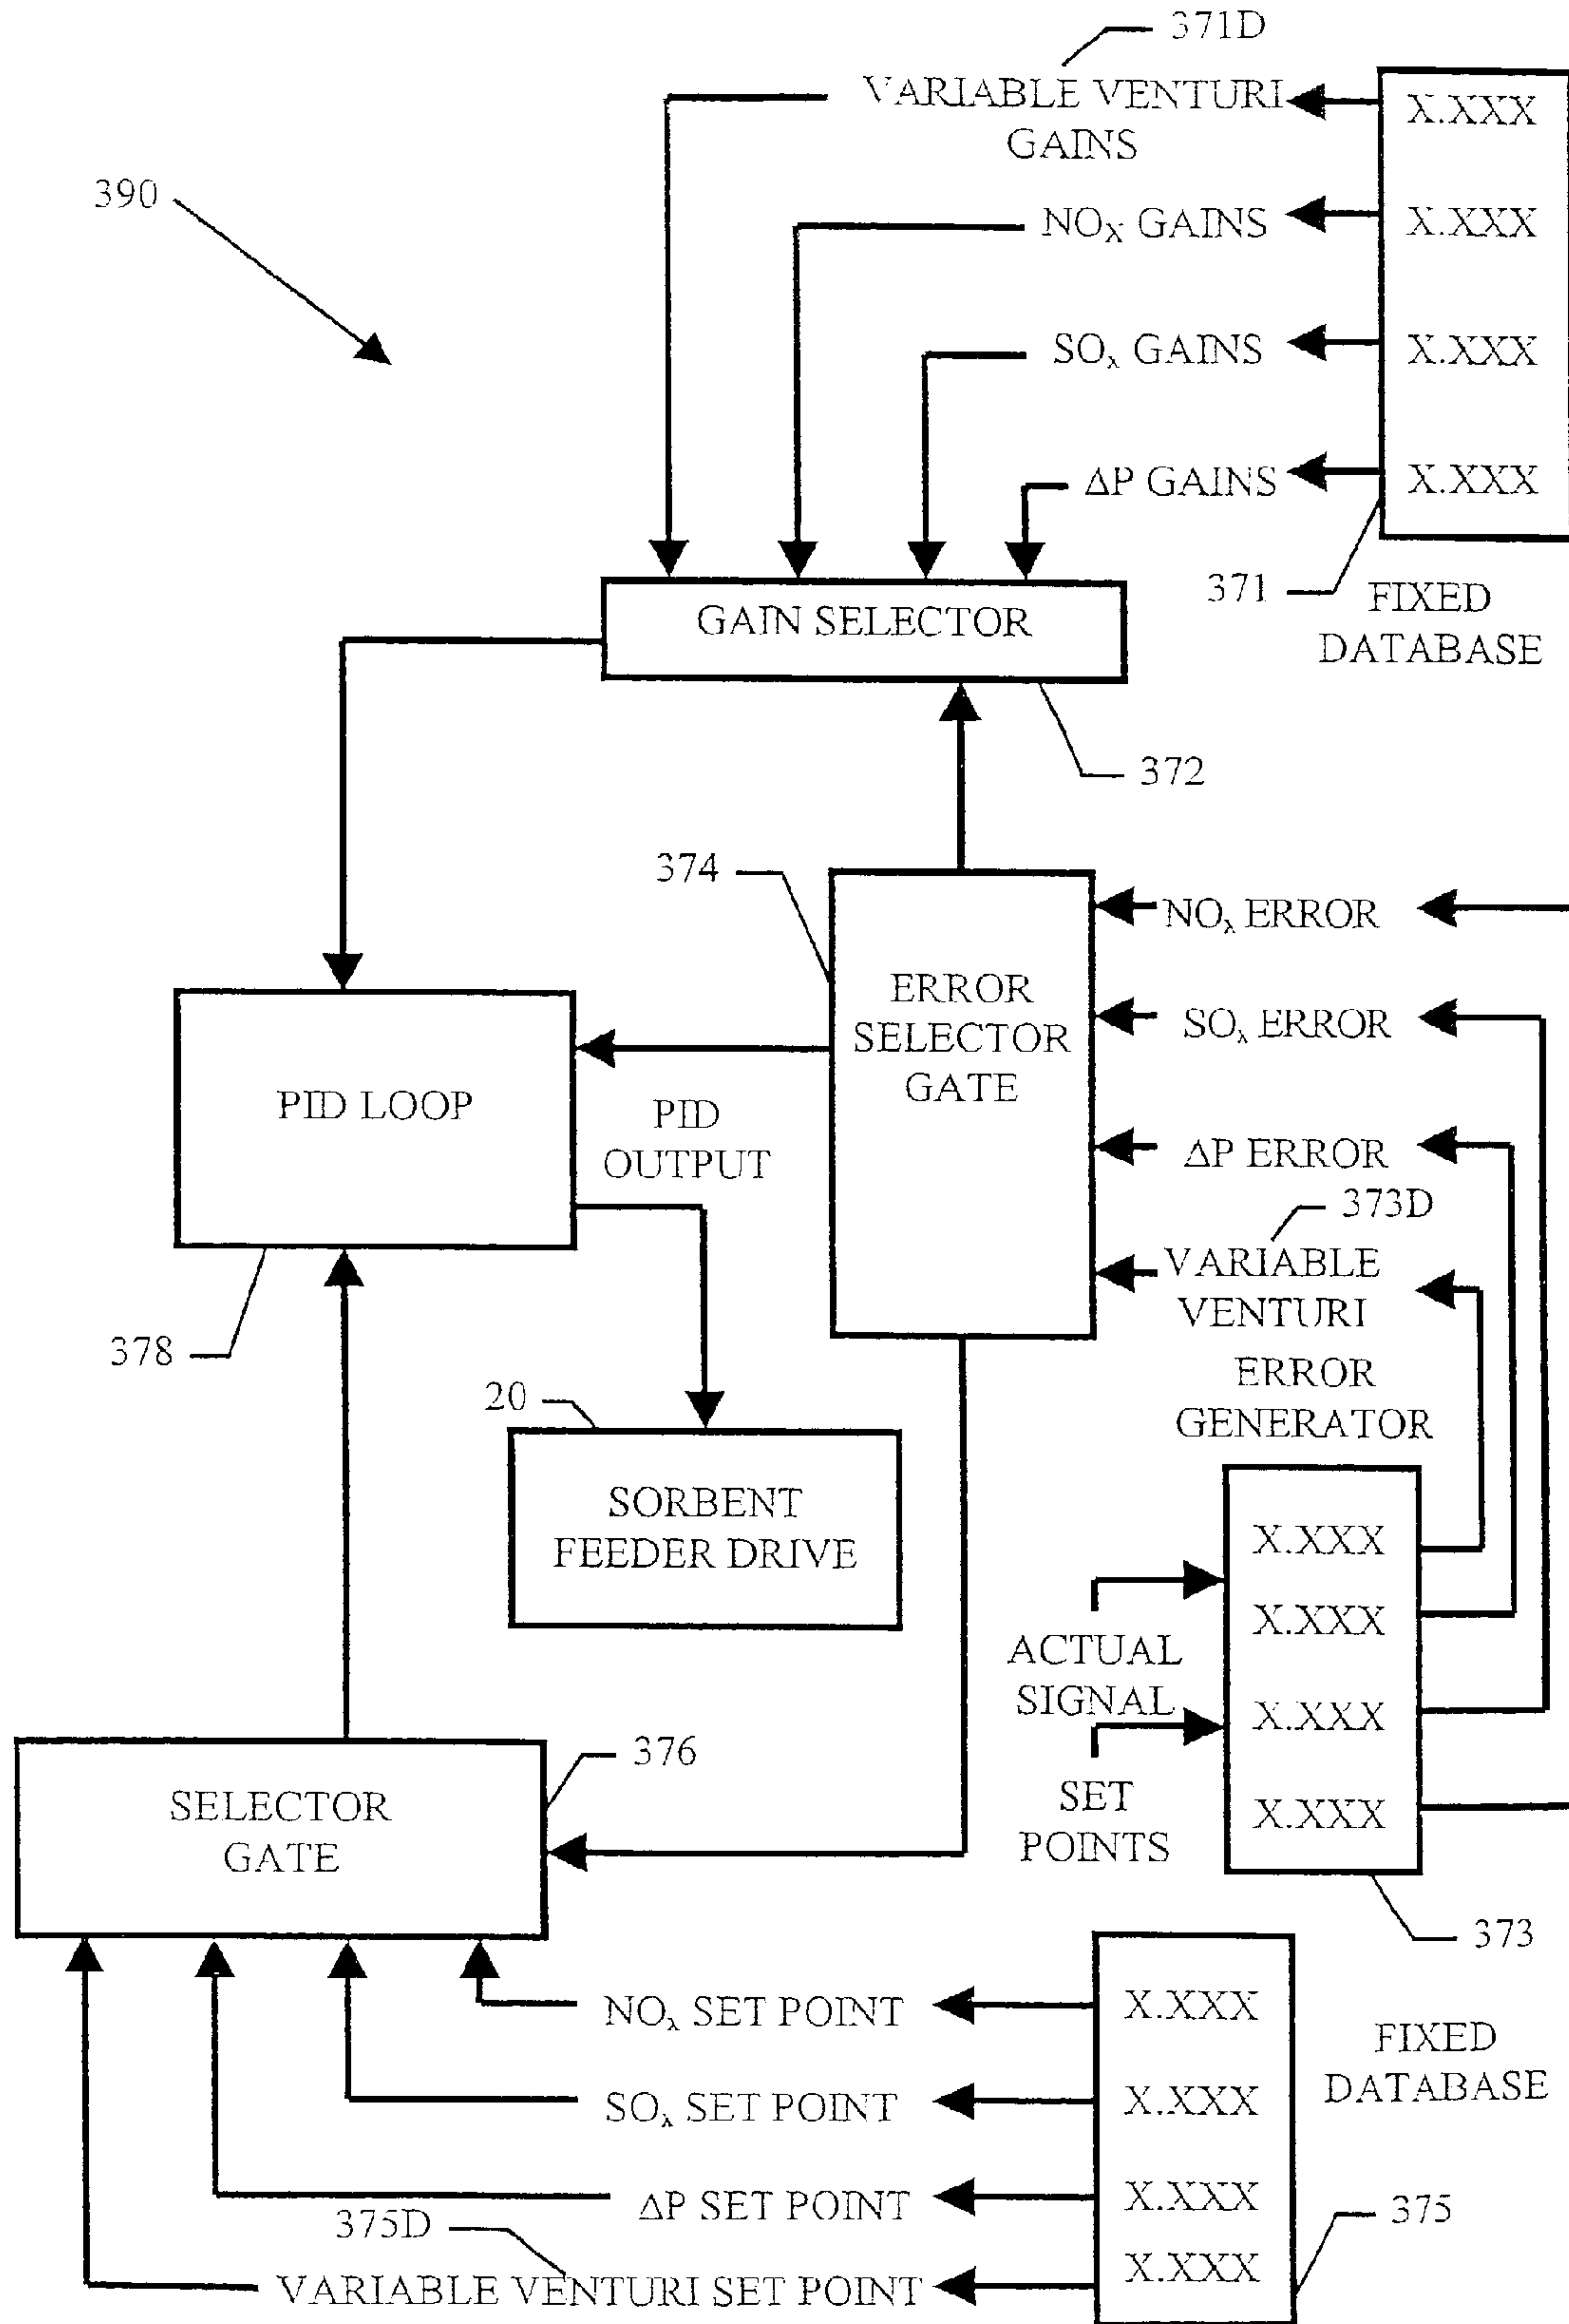 371D
VARIABLE VENTURI
GAINS
X.XXX
390
NOX GAINS
X.XXX
SOx GAINS
X.XXX
ΔP GAINS
X.XXX
371
FIXED
DATABASE
GAIN SELECTOR
372
374
NOx ERROR
ERROR
SELECTOR
GATE
SOx ERROR
PID LOOP
PID
OUTPUT
ΔP ERROR
373D
VARIABLE
VENTURI
378
ERROR
GENERATOR
20
SORBENT
FEEDER DRIVE
X.XXX
X.XXX
ACTUAL
SIGNAL
X.XXX
376
SET
POINTS
X.XXX
SELECTOR
GATE
373
NOx SET POINT
X.XXX
FIXED
DATABASE
SOx SET POINT
X.XXX
ΔP SET POINT
X.XXX
375
375D
VARIABLE VENTURI SET POINT
X.XXX